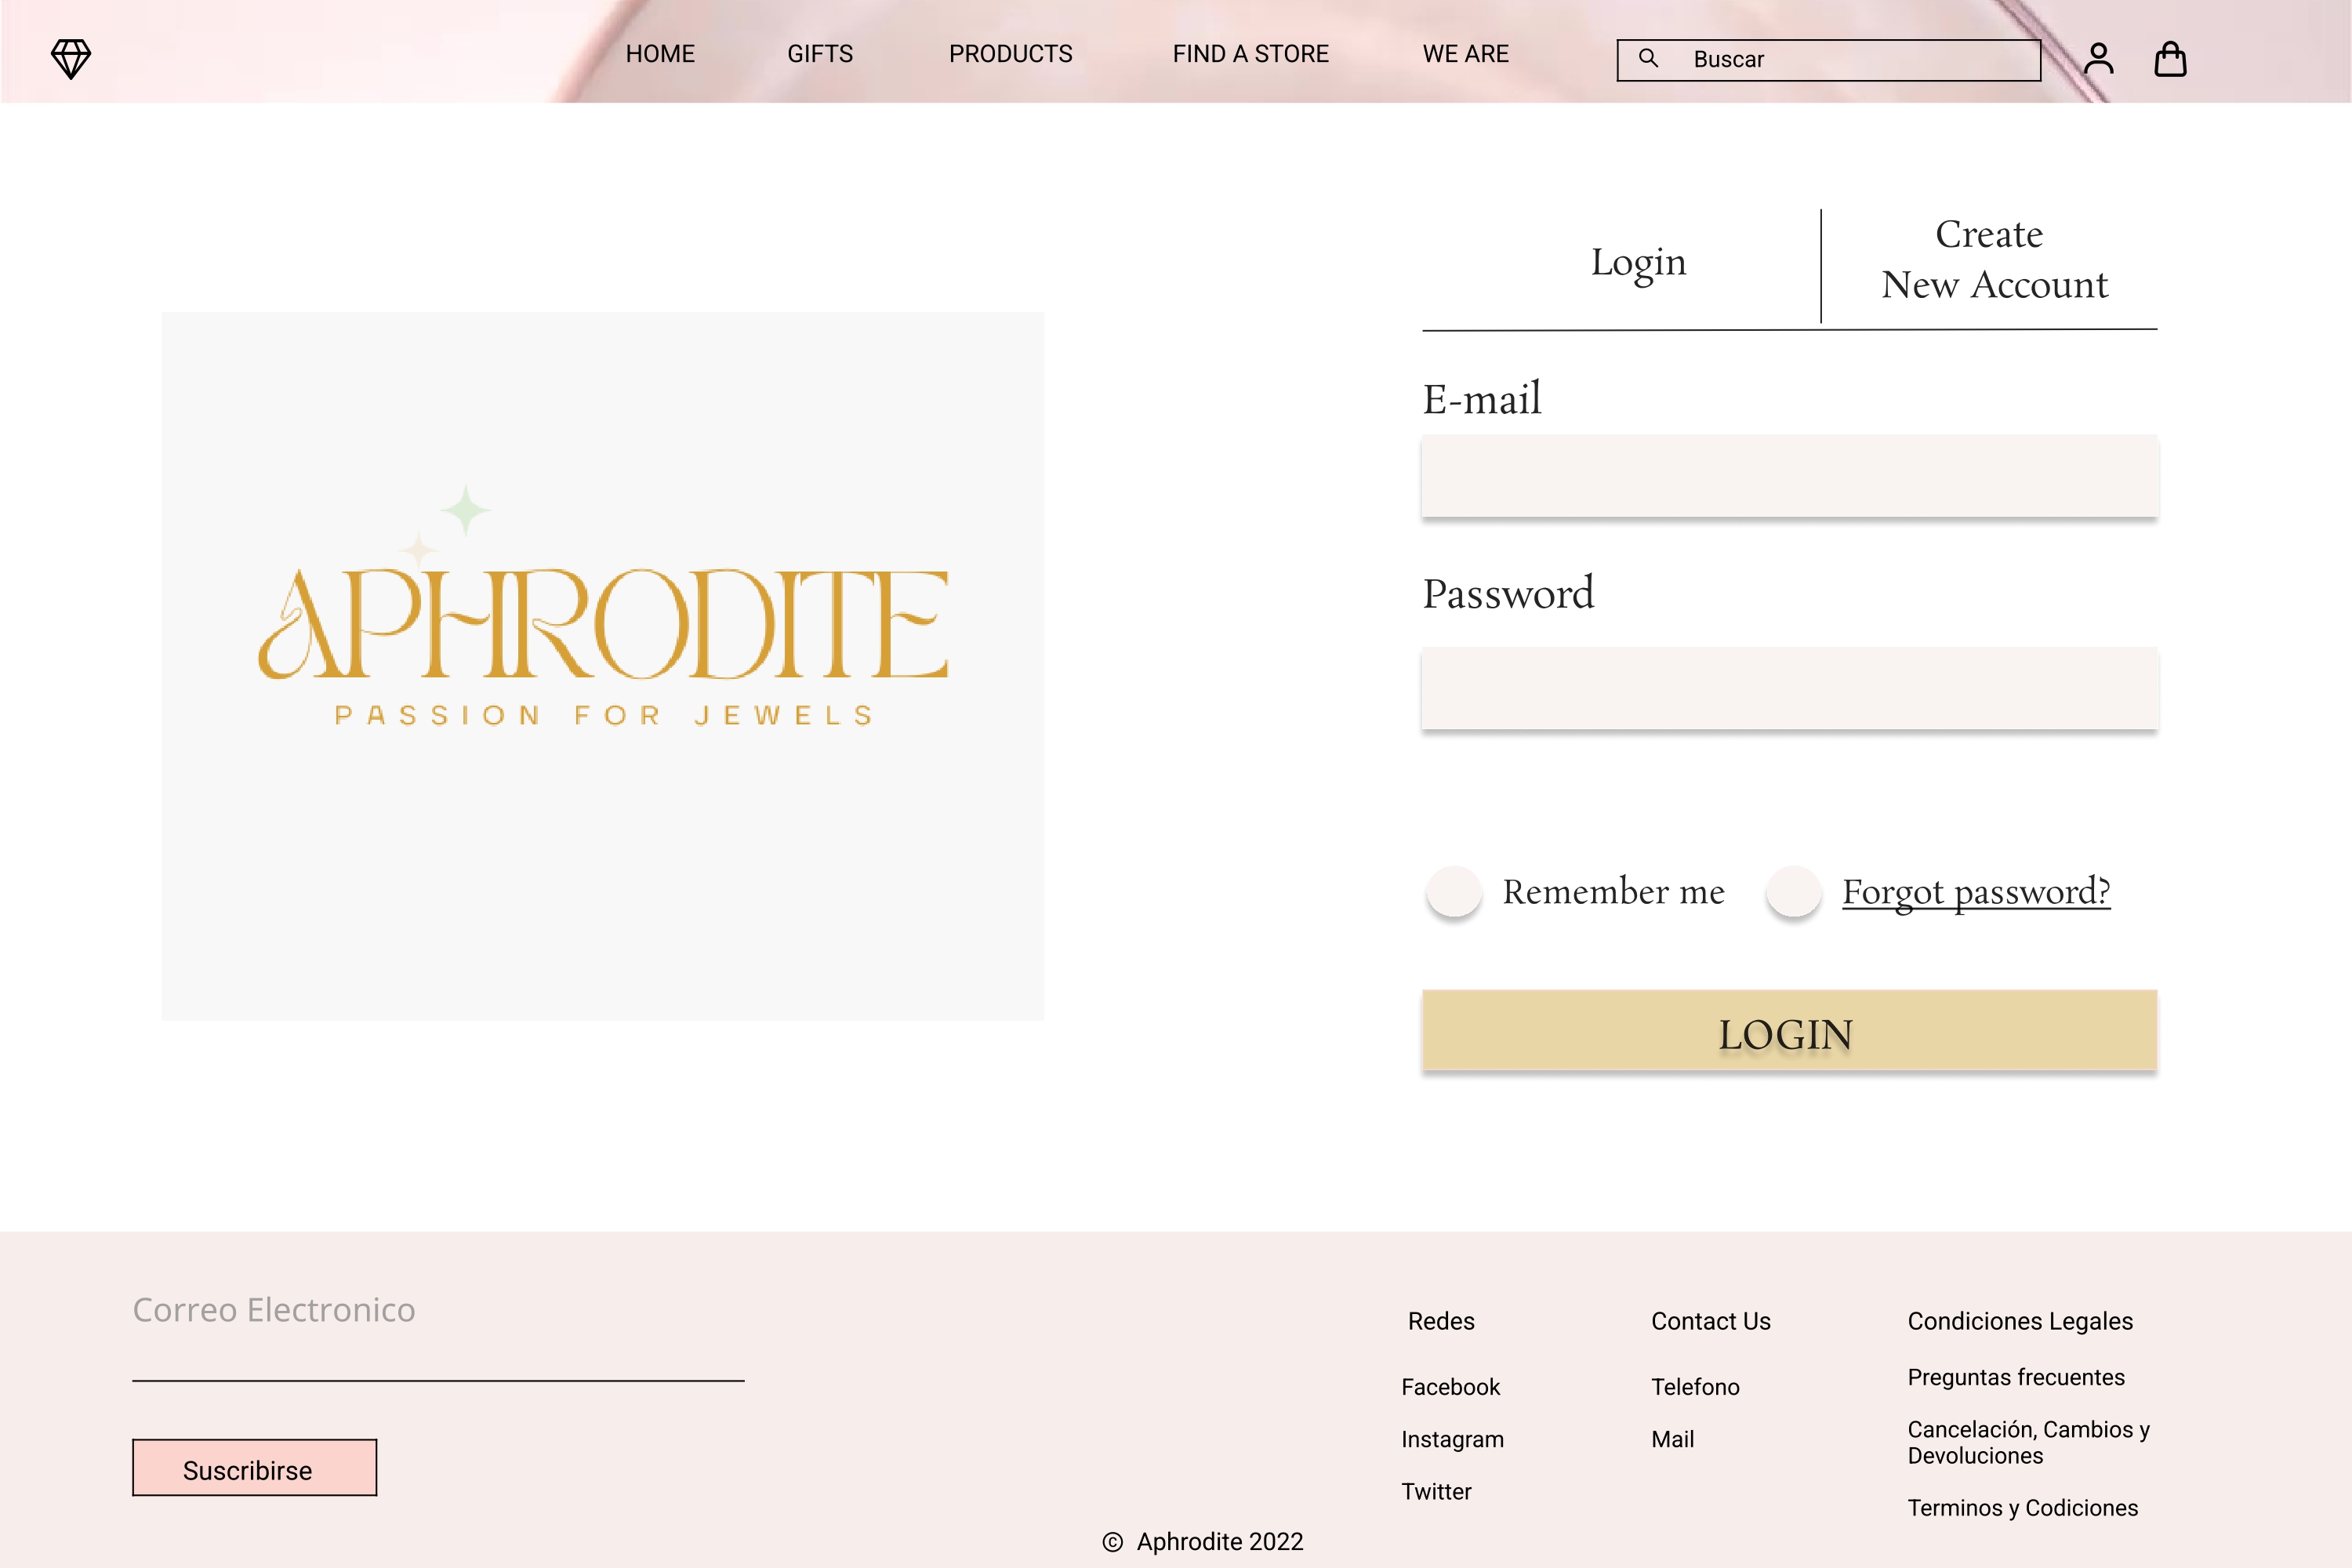 HOME
GIFTS
PRODUCTS
FIND A STORE
WE ARE
Buscar
Login
Create
New Account
E-mail
Password
APHRODITE
PASSION FOR JEWELS
Remember me
Forgot password?
LOGIN
Correo Electronico
Suscribirse
Redes
Facebook
Instagram
Twitter
Contact Us
Telefono
Mail
Condiciones Legales
Preguntas frecuentes
Cancelación, Cambios y
Devoluciones
Terminos y Codiciones
© Aphrodite 2022